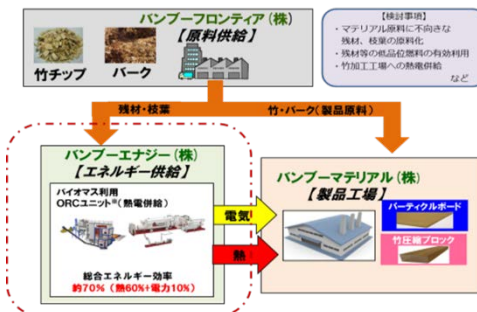 バンブーフロンティア(株)
【原料供給】
竹チップ
バーク
【検討事項】
・マテリアル原料に不向きな
残材、枝葉の原料化
・残材等の低品位燃料の有効利用
・竹加工工場への熱電併給
など
残材・枝葉
竹・バーク(製品原料)
バンブーエナジー(株)
【エネルギー供給】
バイオマス利用
ORCユニット※(熱電併給)
総合エネルギー効率
約70%(熱60%+電力10%)
電気
熱
バンブーマテリアル(株)
【製品工場】
パーティクルボード
竹圧縮ブロック